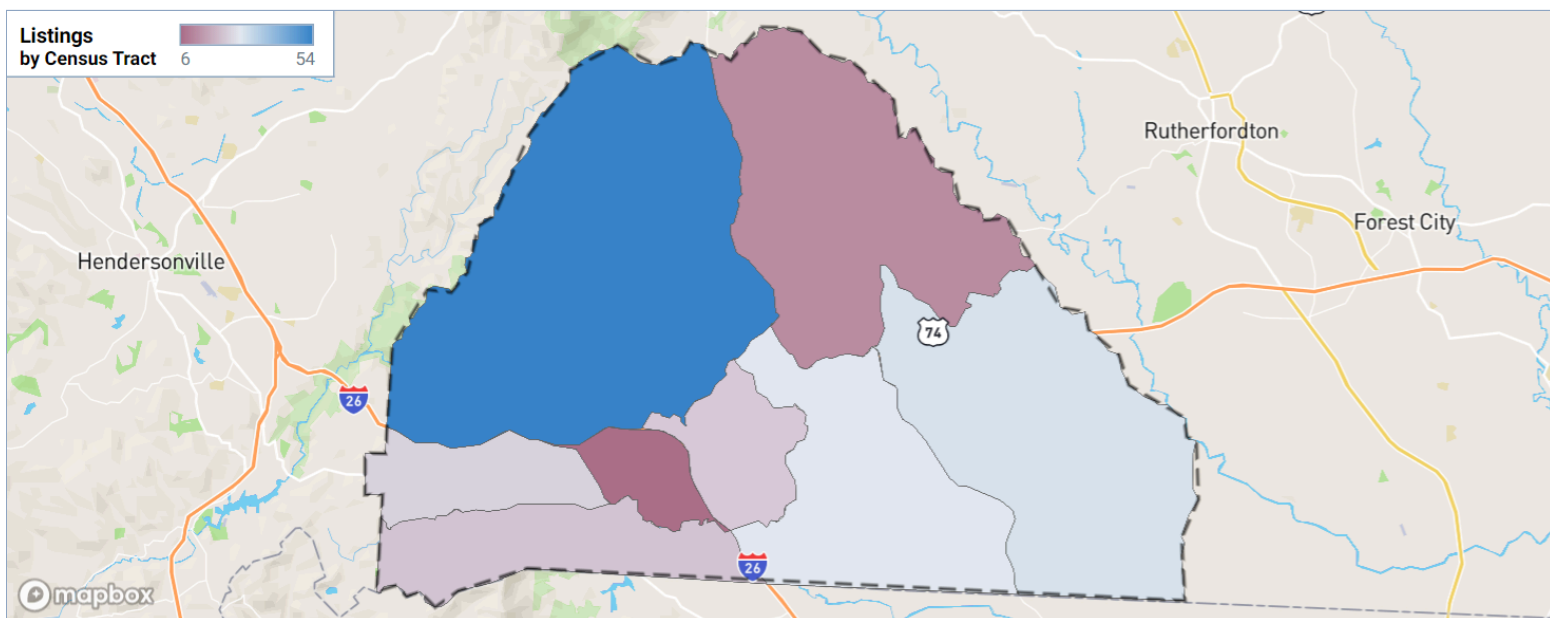 Listings
by Census Tract
6
54
Rutherfordton
Forest City
Hendersonville
74
26
26
mapbox